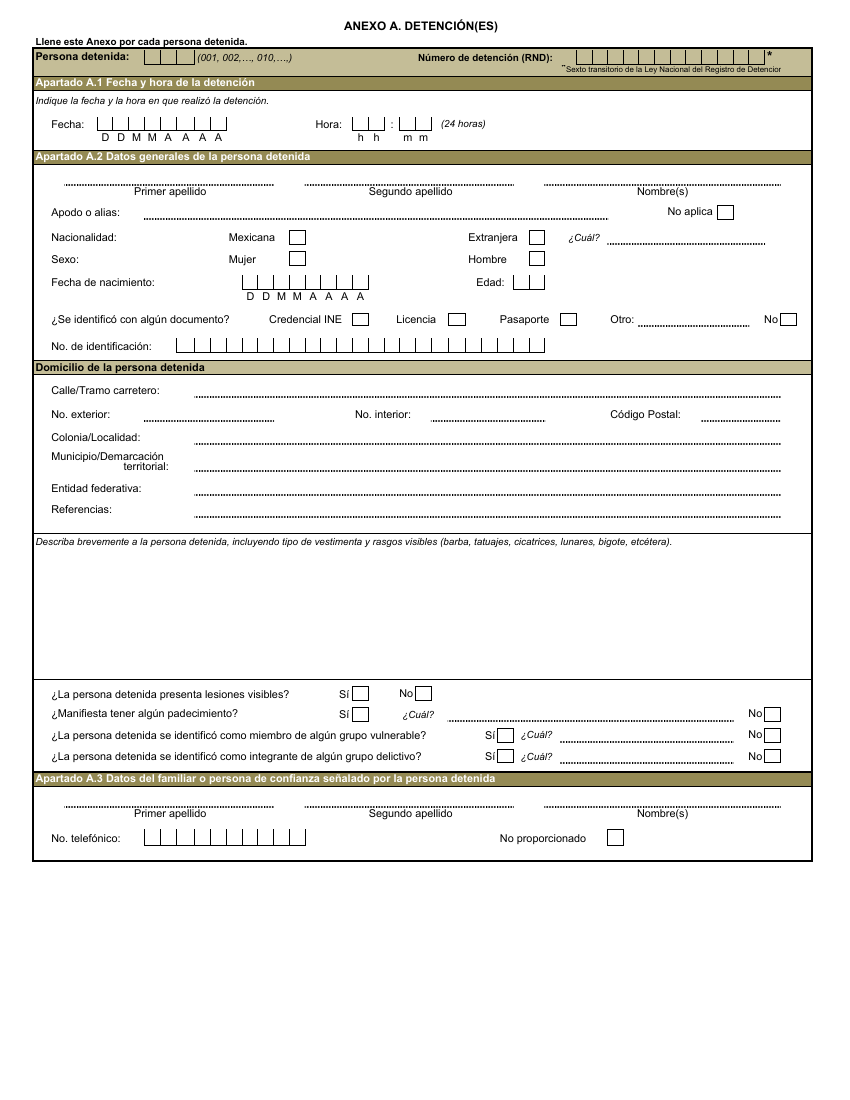 ANEXO A. DETENCIÓN(ES)
Llene este Anexo por cada persona detenida.
Persona detenida: (001, 002,…, 010,…,) Número de detención (RND): *
*Sexto transitorio de la Ley Nacional del Registro de Detencior
Apartado A.1 Fecha y hora de la detención
Indique la fecha y la hora en que realizó la detención.
Fecha: Hora: : (24 horas)
D D M M A A A A h h m m
Apartado A.2 Datos generales de la persona detenida
Primer apellido Segundo apellido Nombre(s)
Apodo o alias: No aplica
Nacionalidad: Mexicana Extranjera ¿Cuál?
Sexo: Mujer Hombre
Fecha de nacimiento: Edad:
D D M M A A A A
¿Se identificó con algún documento? Credencial INE Licencia Pasaporte Otro: No
No. de identificación:
Domicilio de la persona detenida
Calle/Tramo carretero:
No. exterior: No. interior: Código Postal:
Colonia/Localidad:
Municipio/Demarcación
territorial:
Entidad federativa:
Referencias:
Describa brevemente a la persona detenida, incluyendo tipo de vestimenta y rasgos visibles (barba, tatuajes, cicatrices, lunares, bigote, etcétera).
¿La persona detenida presenta lesiones visibles? Sí No
¿Manifiesta tener algún padecimiento? Sí ¿Cuál? No
¿La persona detenida se identificó como miembro de algún grupo vulnerable? Sí ¿Cuál? No
¿La persona detenida se identificó como integrante de algún grupo delictivo? Sí ¿Cuál? No
Apartado A.3 Datos del familiar o persona de confianza señalado por la persona detenida
Primer apellido Segundo apellido Nombre(s)
No. telefónico: No proporcionado